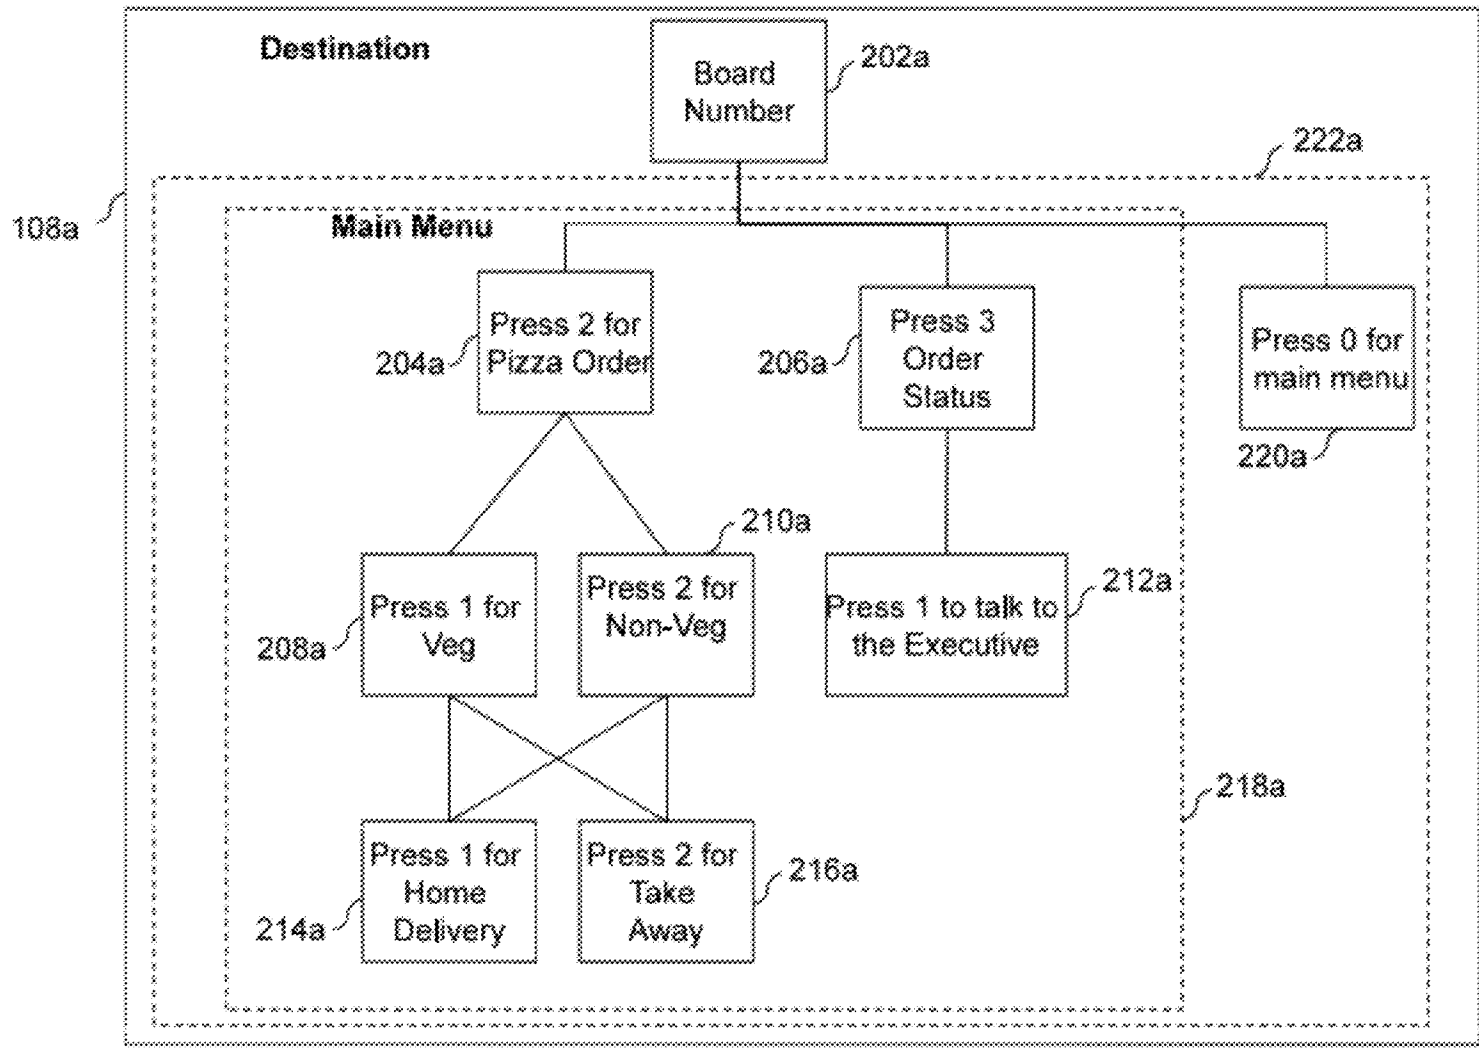 Destination
Board
Number
202a
222a
108a
Main Menu
Press 2 for
Pizza Order
204a
Press 3
Order
Status
206a
Press 0 for
main menu
220a
210a
Press 1 for
Veg
208a
Press 2 for
Non-Veg
Press 1 to talk to
the Executive
212a
218a
Press 1 for
Home
Delivery
214a
Press 2 for
Take
Away
216a